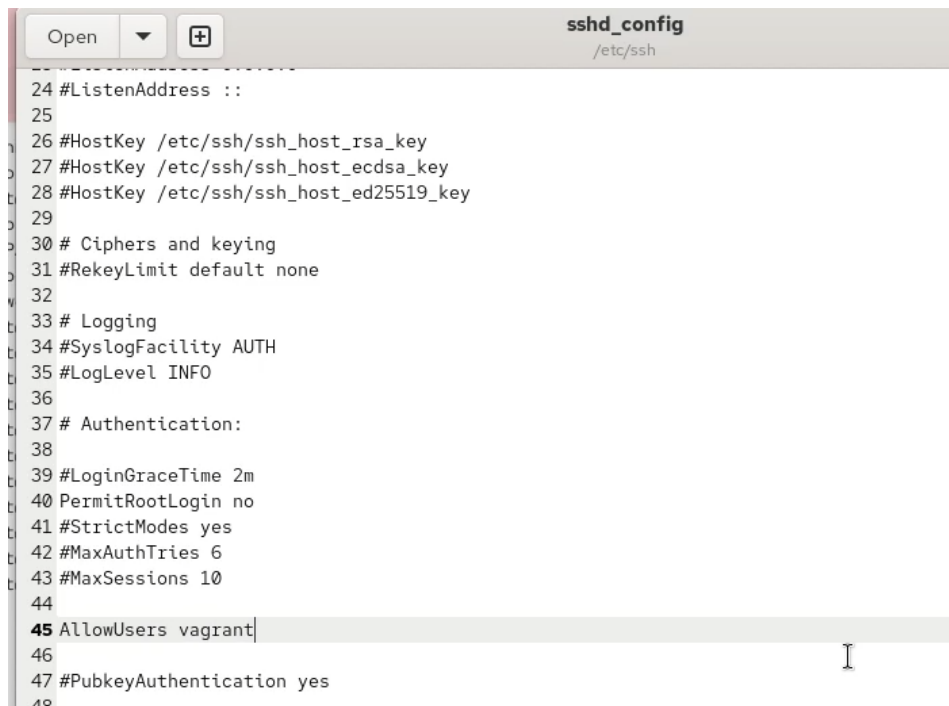 Open
sshd_config
/etc/ssh
24 #ListenAddress ::
25
26 #HostKey /etc/ssh/ssh_host_rsa_key
27 #HostKey /etc/ssh/ssh_host_ecdsa_key
28 #HostKey /etc/ssh/ssh_host_ed25519_key
29
30 # Ciphers and keying
31 #RekeyLimit default none
32
33 # Logging
34 #SyslogFacility AUTH
35 #LogLevel INFO
36
37 # Authentication:
38
39 #LoginGraceTime 2m
40 PermitRootLogin no
41 #StrictModes yes
42 #MaxAuthTries 6
43 #MaxSessions 10
44
45 AllowUsers vagrant
46
47 #PubkeyAuthentication yes